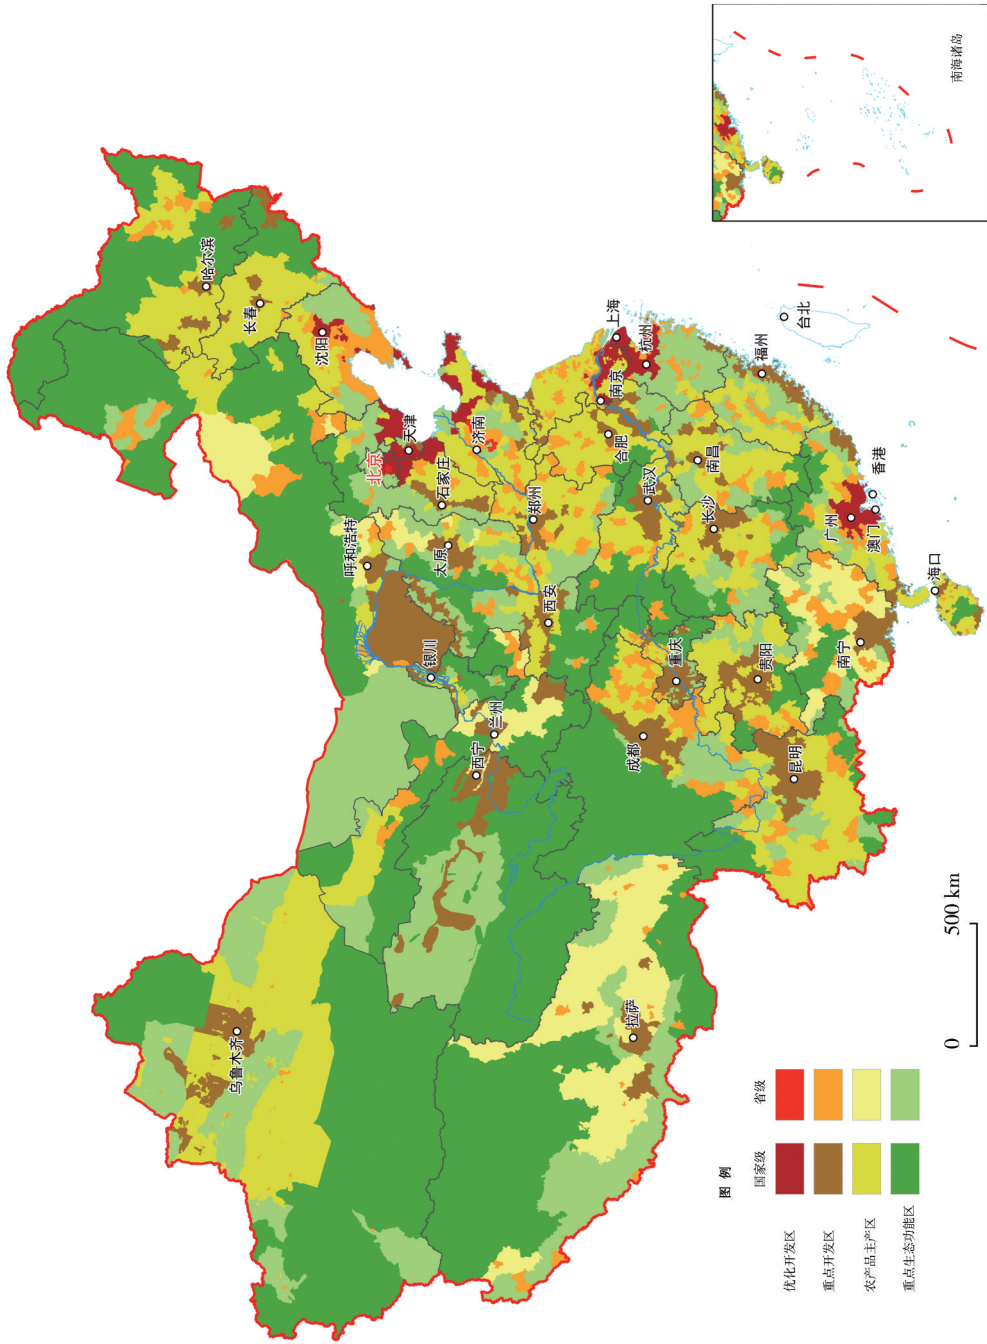 哈尔滨
长春
沈阳
乌鲁木齐
呼和浩特
北京
天津
石家庄
太原
济南
银川
西宁
兰州
西安
郑州
上海
南京
杭州
合肥
武汉
南昌
长沙
成都
重庆
贵阳
昆明
拉萨
福州
台北
广州
香港
澳门
南宁
海口
南海诸岛
图 例
国家级 省级
优化开发区
重点开发区
农产品主产区
重点生态功能区
0 500 km